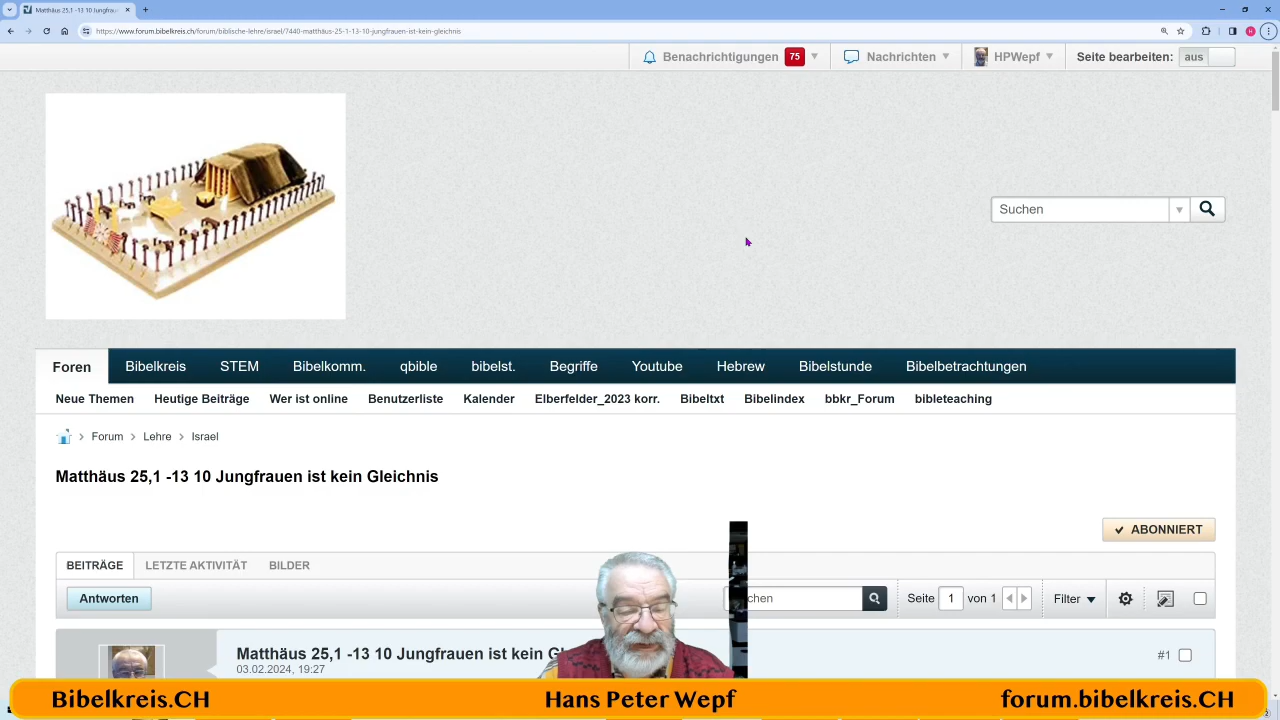 Matthäus 25,1 -13 10 Jungfrau
https://www.forum.bibelkreis.ch/forum/biblische-lehre/israel/7440-matthäus-25-1-13-10-jungfrauen-ist-kein-gleichnis
Benachrichtigungen 75 Nachrichten HPWepf Seite bearbeiten: aus
Suchen
Foren Bibelkreis STEM Bibelkomm. qbible bibelst. Begriffe Youtube Hebrew Bibelstunde Bibelbetrachtungen
Neue Themen Heutige Beiträge Wer ist online Benutzerliste Kalender Elberfelder_2023 korr. Bibeltxt Bibelindex bbkr_Forum bibleteaching
Forum Lehre Israel
Matthäus 25,1 -13 10 Jungfrauen ist kein Gleichnis
ABONNIERT
BEITRÄGE LETZTE AKTIVITÄT BILDER
Antworten chen Seite 1 von 1 Filter
Matthäus 25,1 -13 10 Jungfrauen ist kein G
#1
03.02.2024, 19:27
Bibelkreis.CH Hans Peter Wepf forum.bibelkreis.CH